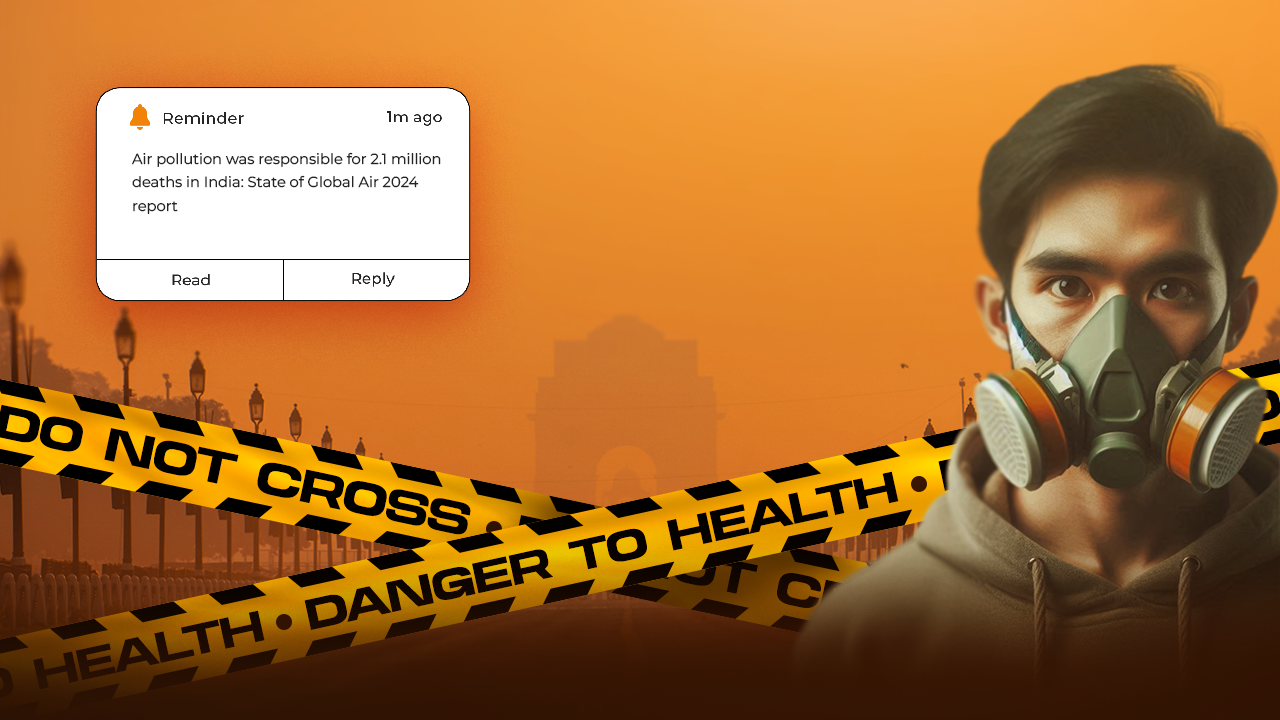 Reminder
1m ago
Air pollution was responsible for 2.1 million
deaths in India: State of Global Air 2024
report
Read
Reply
DO NOT CROSS •
HEALTH • DANGER TO HEALTH •